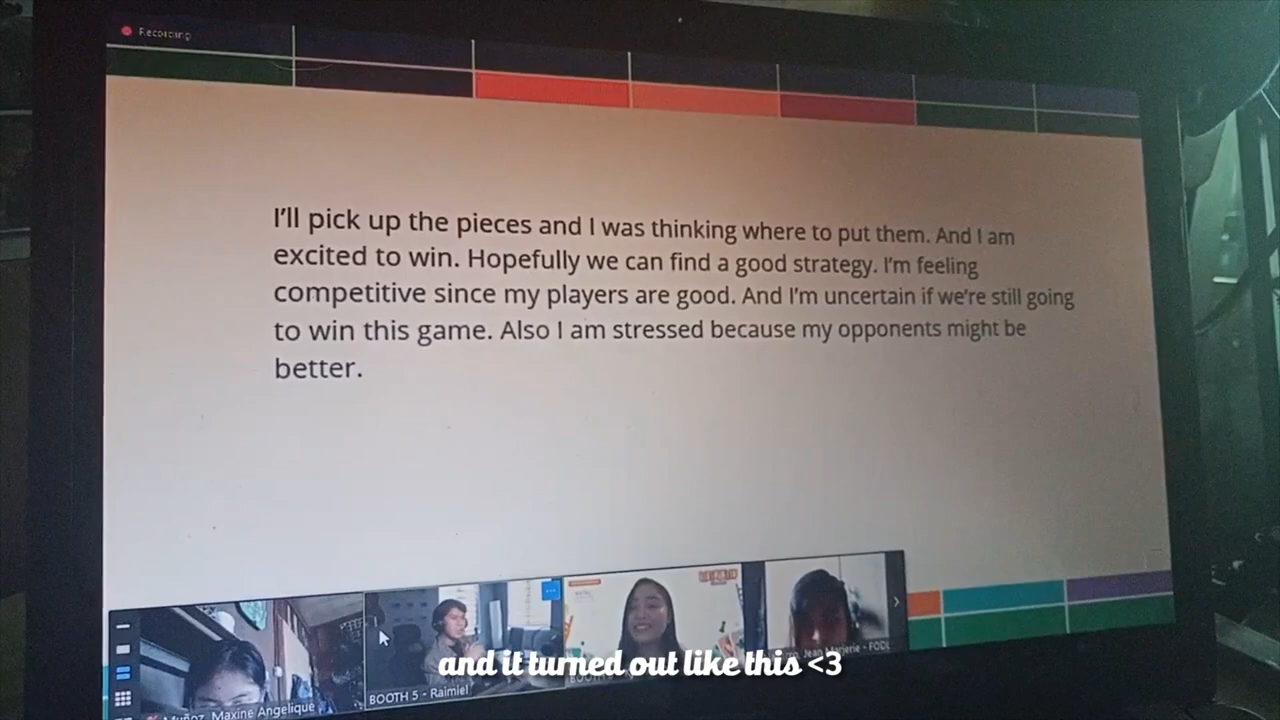 Recording
I'll pick up the pieces and I was thinking where to put them. And I am
excited to win. Hopefully we can find a good strategy. I'm feeling
competitive since my players are good. And I'm uncertain if we're still going
to win this game. Also I am stressed because my opponents might be
better.
Muñoz, Maxine Angelique
BOOTH 5 - Raimiel
Jean Marjerie - FODL
and it turned out like this <3